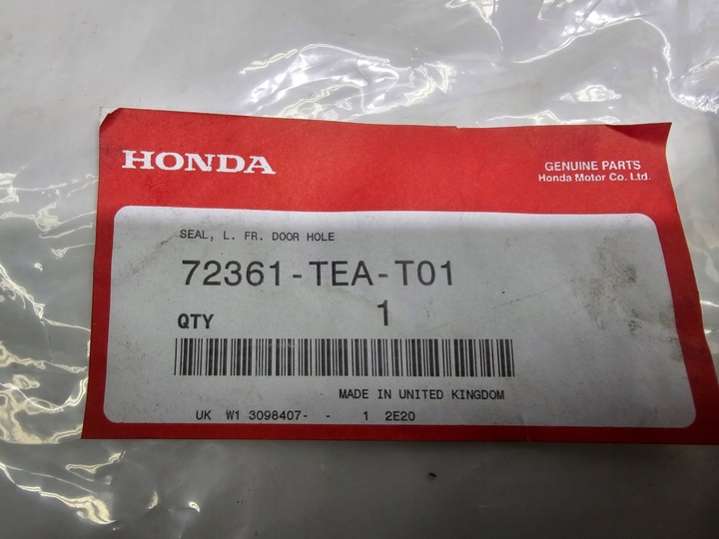 HONDA
GENUINE PARTS
Honda Motor Co. Ltd.
SEAL, L. FR. DOOR HOLE
72361-TEA-T01
QTY 1
MADE IN UNITED KINGDOM
UK W1 3098407- - 1 2E20